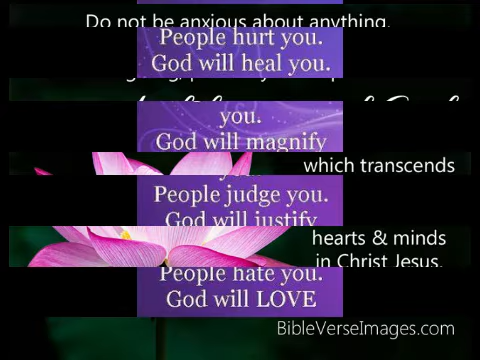 Do not be anxious about anything,
People hurt you.
God will heal you.
you.
God will magnify
which transcends
People judge you.
God will justify
hearts & minds
in Christ Jesus.
People hate you.
God will LOVE
BibleVerseImages.com